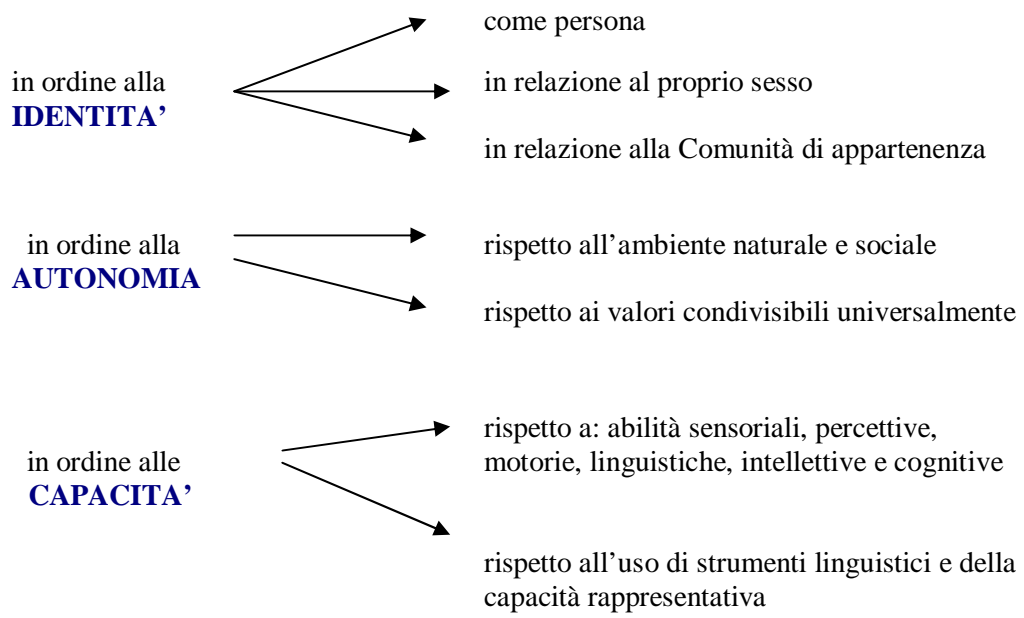 come persona
in ordine alla
IDENTITA’
in relazione al proprio sesso
in relazione alla Comunità di appartenenza
in ordine alla
AUTONOMIA
rispetto all’ambiente naturale e sociale
rispetto ai valori condivisibili universalmente
in ordine alle
CAPACITA’
rispetto a: abilità sensoriali, percettive,
motorie, linguistiche, intellettive e cognitive
rispetto all’uso di strumenti linguistici e della
capacità rappresentativa